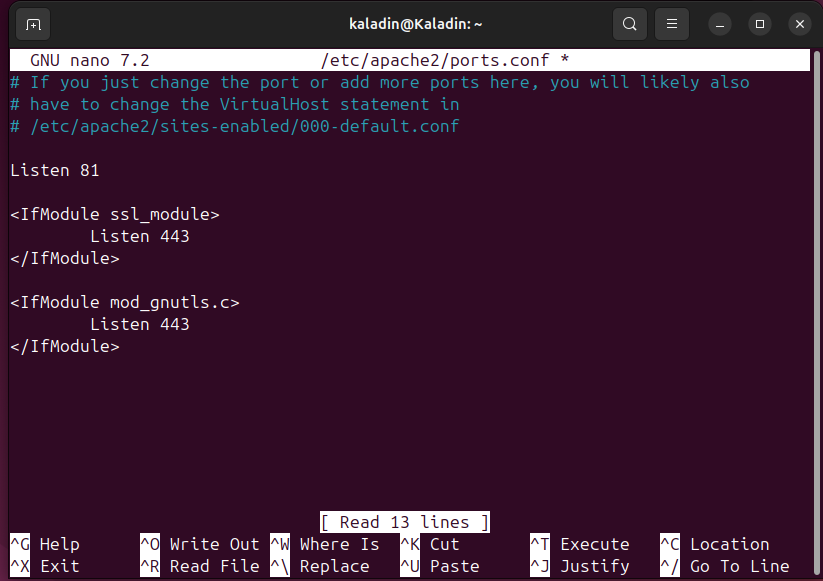 kaladin@Kaladin: ~
GNU nano 7.2 /etc/apache2/ports.conf *
# If you just change the port or add more ports here, you will likely also
# have to change the VirtualHost statement in
# /etc/apache2/sites-enabled/000-default.conf

Listen 81

<IfModule ssl_module>
        Listen 443
</IfModule>

<IfModule mod_gnutls.c>
        Listen 443
</IfModule>

[ Read 13 lines ]
^G Help ^O Write Out ^W Where Is ^K Cut ^T Execute ^C Location
^X Exit ^R Read File ^\ Replace ^U Paste ^J Justify ^/ Go To Line